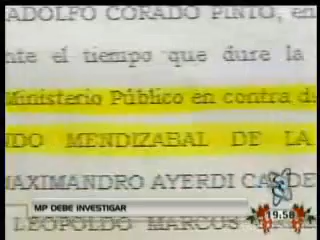 ADOLFO CORADO PINTO, en
nte el tiempo que dure la
Ministerio Público en contra de
NDO MENDIZABAL DE LA
MAXIMANDRO AYERDI CA
LEOPOLDO MARCOS
MP DEBE INVESTIGAR
19:58